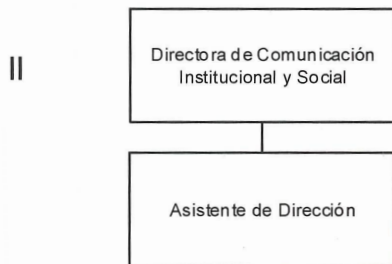 II
Directora de Comunicación
Institucional y Social
Asistente de Dirección